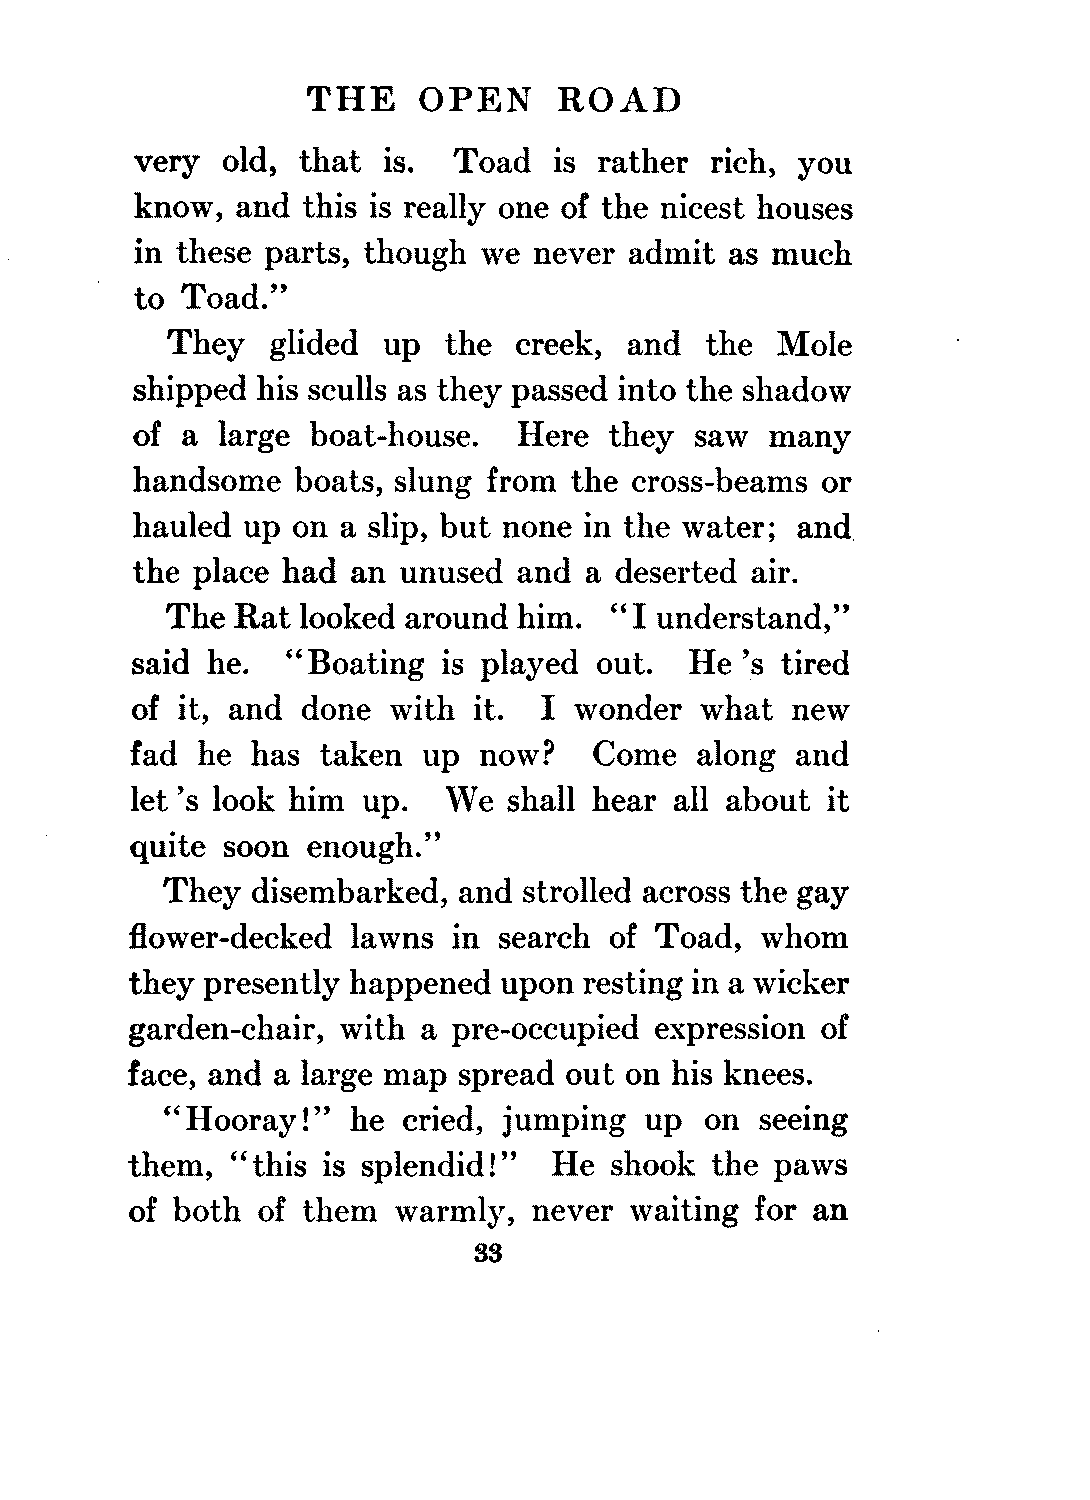 THE OPEN ROAD
very old, that is. Toad is rather rich, you
know, and this is really one of the nicest houses
in these parts, though we never admit as much
to Toad."
They glided up the creek, and the Mole
shipped his sculls as they passed into the shadow
of a large boat-house. Here they saw many
handsome boats, slung from the cross-beams or
hauled up on a slip, but none in the water; and
the place had an unused and a deserted air.
The Rat looked around him. "I understand,"
said he. "Boating is played out. He 's tired
of it, and done with it. I wonder what new
fad he has taken up now? Come along and
let 's look him up. We shall hear all about it
quite soon enough."
They disembarked, and strolled across the gay
flower-decked lawns in search of Toad, whom
they presently happened upon resting in a wicker
garden-chair, with a pre-occupied expression of
face, and a large map spread out on his knees.
"Hooray!" he cried, jumping up on seeing
them, "this is splendid!" He shook the paws
of both of them warmly, never waiting for an
33